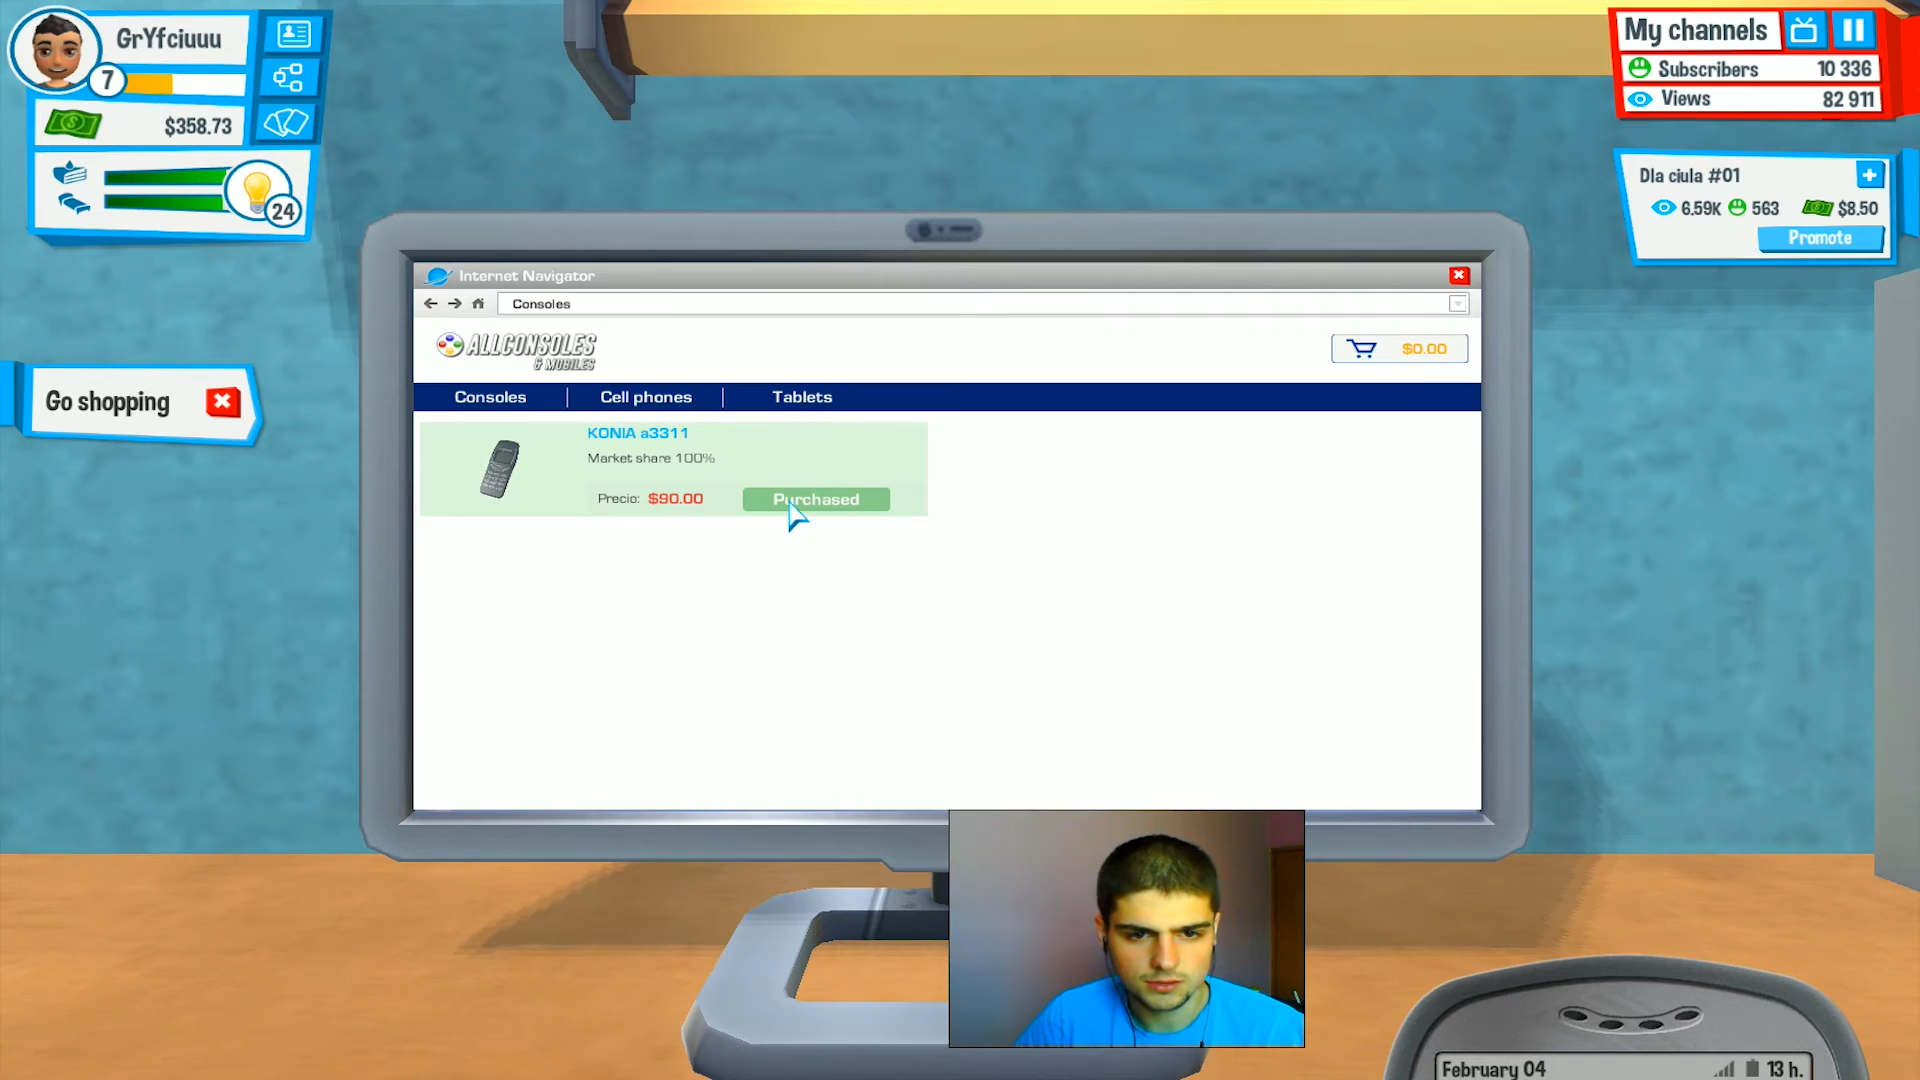 GrYfciuuu
7
$358.73
24
Go shopping
My channels
Subscribers 10 336
Views 82 911
Dla ciula #01
6.59K 563 $8.50
Promote
Internet Navigator
Consoles
ALLCONSOLES
& MOBILES
$0.00
Consoles Cell phones Tablets
KONIA a3311
Market share 100%
Precio: $90.00 Purchased
February 04 13 h.